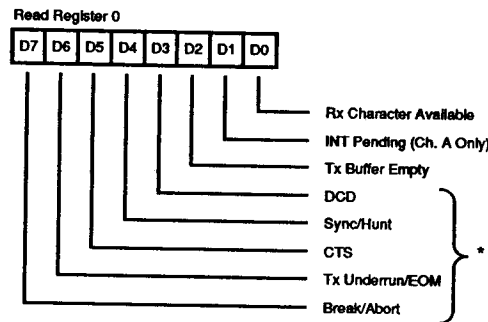 Read Register 0
D7 D6 D5 D4 D3 D2 D1 D0
Rx Character Available
INT Pending (Ch. A Only)
Tx Buffer Empty
DCD
Sync/Hunt
CTS
*
Tx Underrun/EOM
Break/Abort